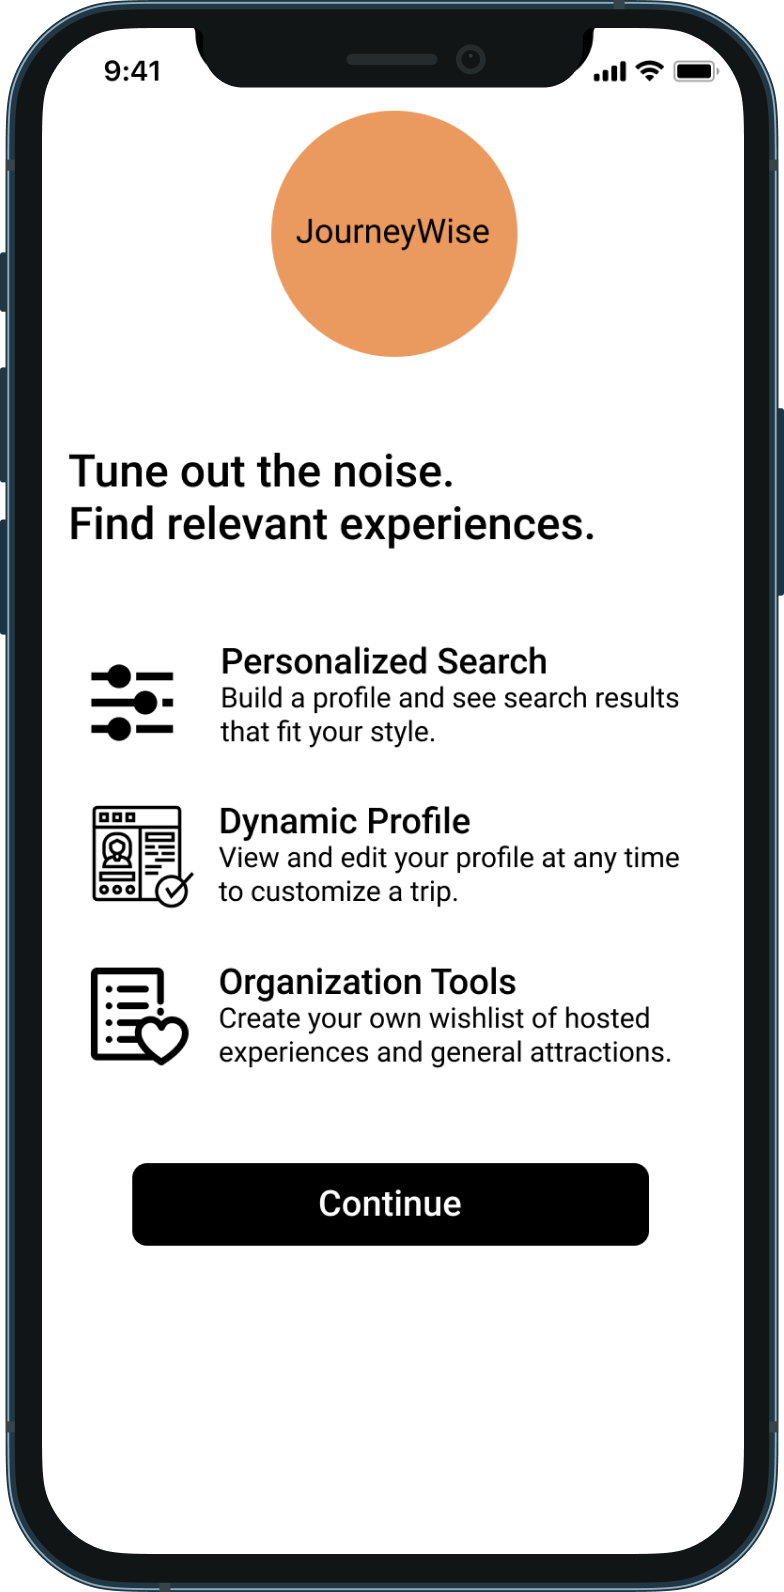 9:41
JourneyWise
Tune out the noise.
Find relevant experiences.
Personalized Search
Build a profile and see search results
that fit your style.
Dynamic Profile
View and edit your profile at any time
to customize a trip.
Organization Tools
Create your own wishlist of hosted
experiences and general attractions.
Continue